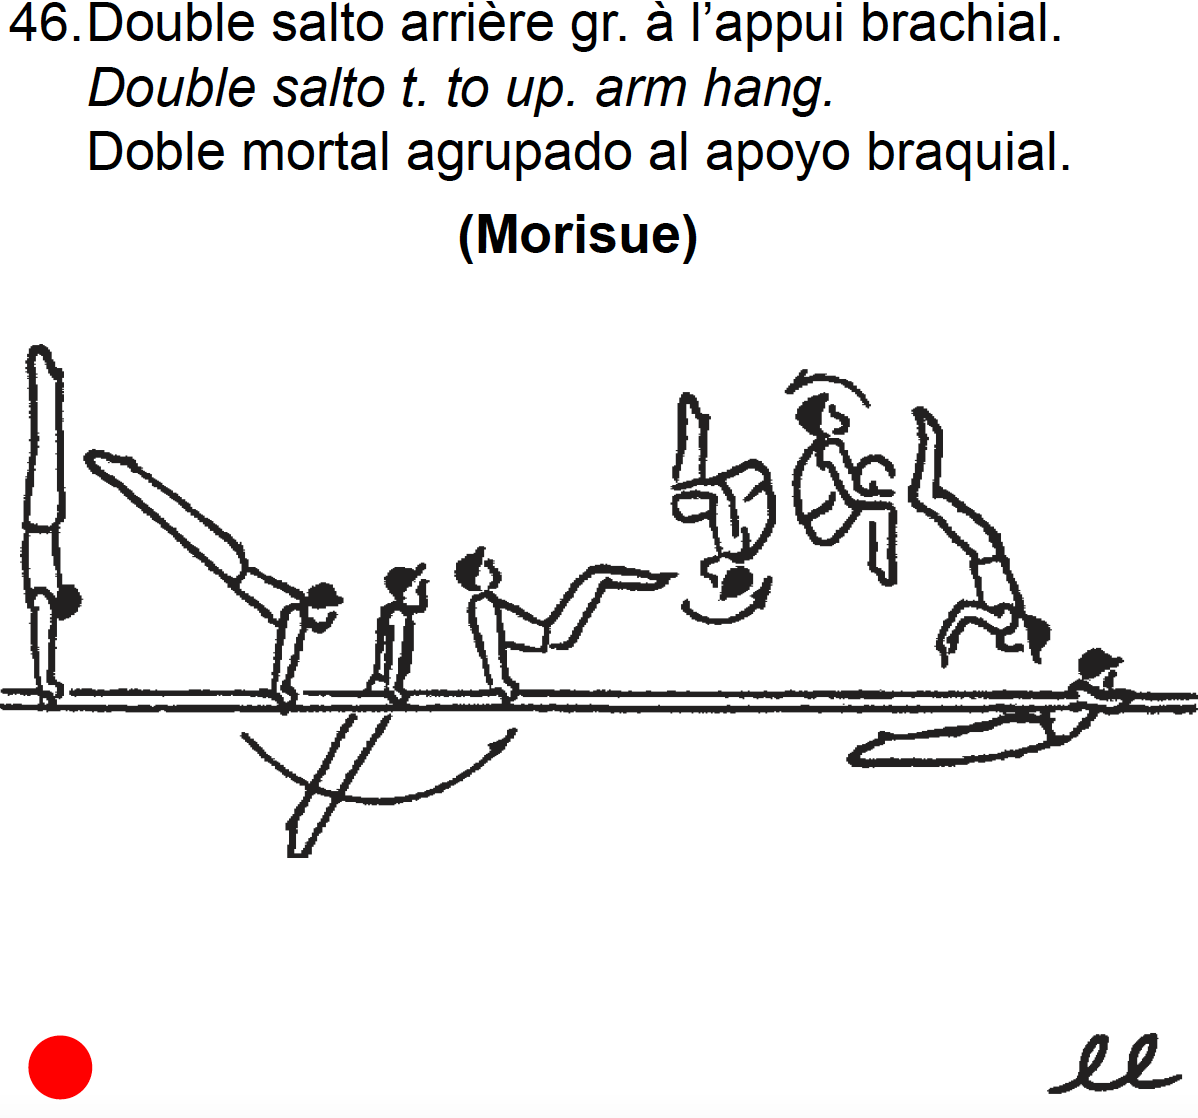 46. Double salto arrière gr. à l’appui brachial.
Double salto t. to up. arm hang.
Doble mortal agrupado al apoyo braquial.
(Morisue)